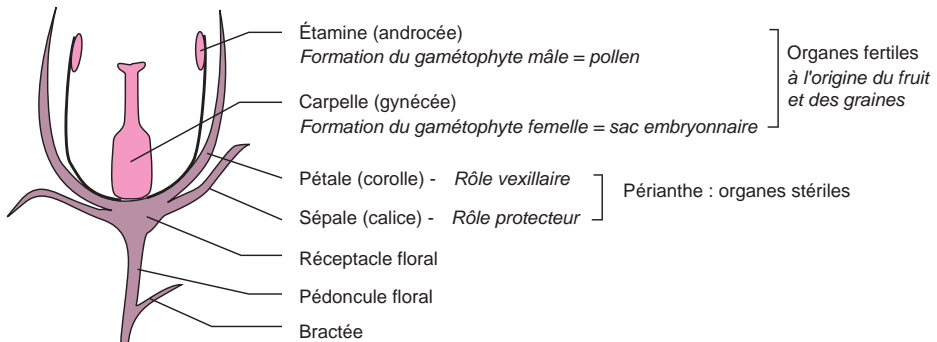 Étamine (androcée)
Formation du gamétophyte mâle = pollen
Organes fertiles
à l'origine du fruit
et des graines
Carpelle (gynécée)
Formation du gamétophyte femelle = sac embryonnaire
Pétale (corolle) - Rôle vexillaire
Périanthe : organes stériles
Sépale (calice) - Rôle protecteur
Réceptacle floral
Pédoncule floral
Bractée